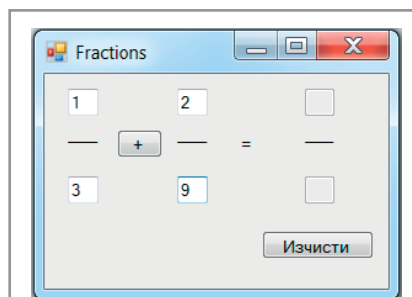 Fractions
1 2
+ =
3 9
Изчисти